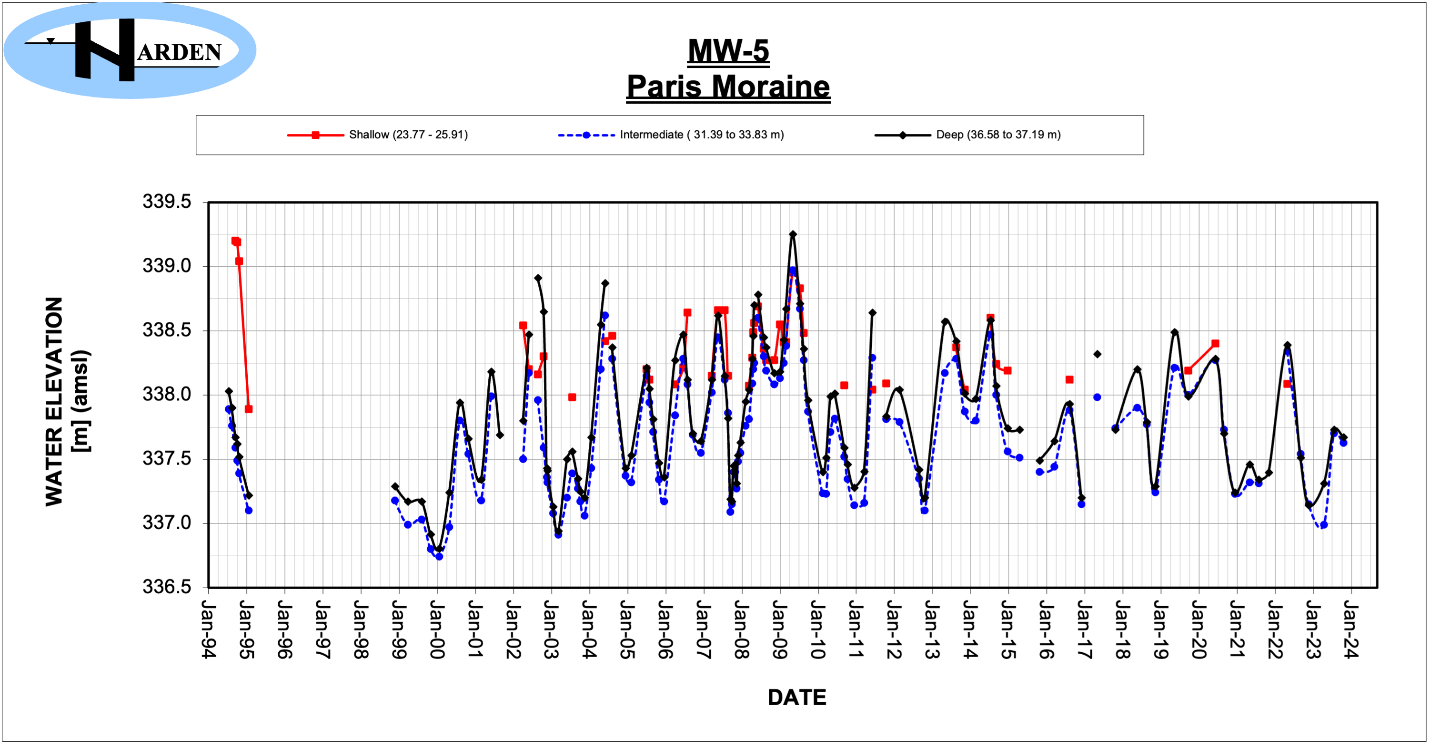 HARDEN
MW-5
Paris Moraine
Shallow (23.77 - 25.91)
Intermediate ( 31.39 to 33.83 m)
Deep (36.58 to 37.19 m)
WATER ELEVATION
[m] (amsl)
339.5
339.0
338.5
338.0
337.5
337.0
336.5
Jan-94
Jan-95
Jan-96
Jan-97
Jan-98
Jan-99
Jan-00
Jan-01
Jan-02
Jan-03
Jan-04
Jan-05
Jan-06
Jan-07
Jan-08
Jan-09
Jan-10
Jan-11
Jan-12
Jan-13
Jan-14
Jan-15
Jan-16
Jan-17
Jan-18
Jan-19
Jan-20
Jan-21
Jan-22
Jan-23
Jan-24
DATE